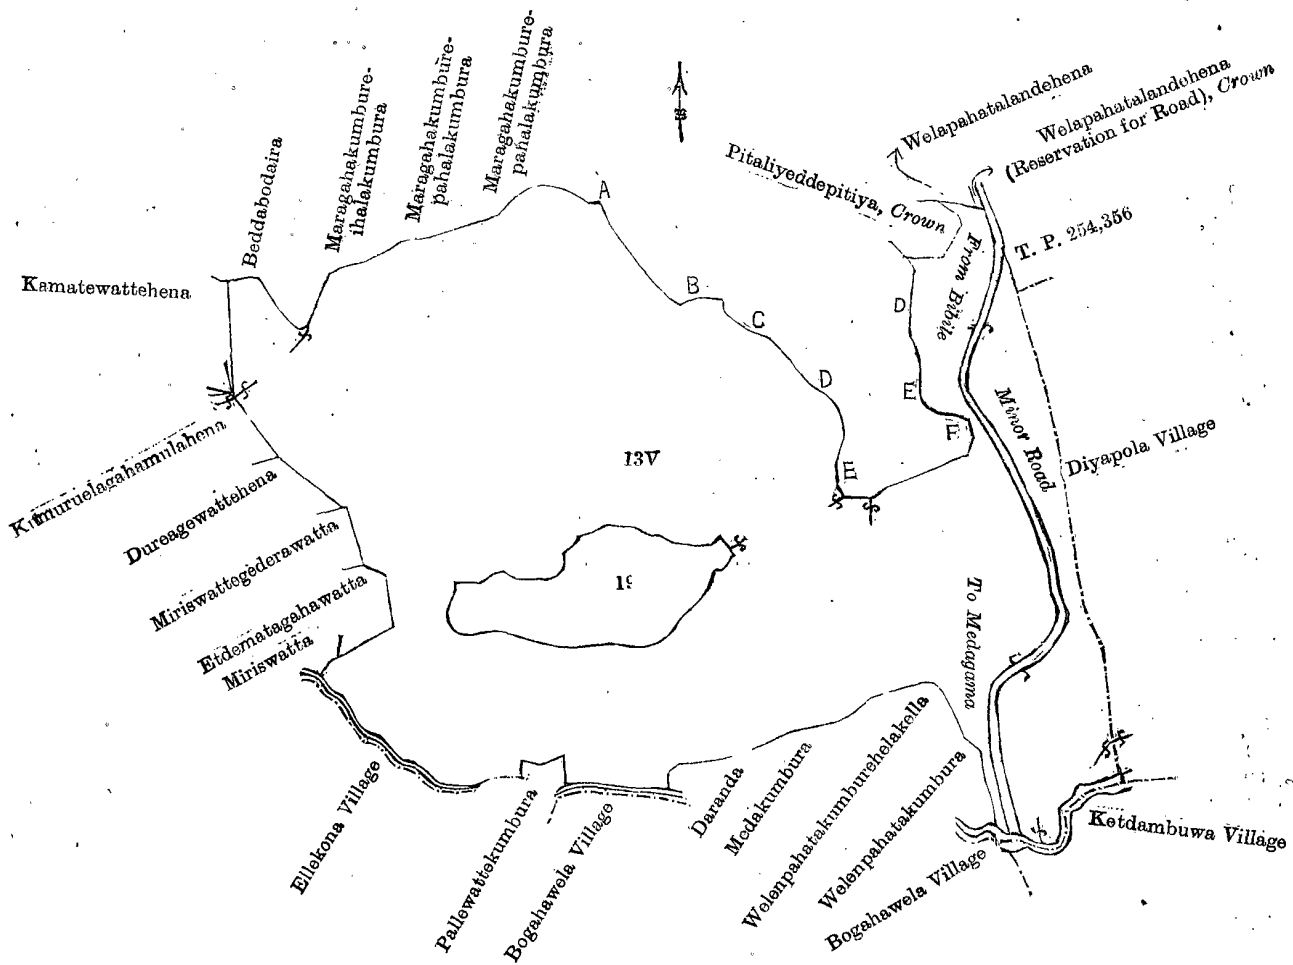 Maragahakumbure-
pahalakumbura
Maragahakumbure-
pahalakumbura
Maragahakumbure-
ihalakumbura
Beddabodaira
Kamatewattehena
Welapahatalandehena
Welapahatalandehena
(Reservation for Road), Crown
Pitaliyeddepitiya, Crown
T. P. 254,356
A
B
C
D
E
D
E
F
From Bibile
Minor Road
Diyapola Village
13V
19
Dureagewattehena
Miriswattegederawatta
Etdematagahawatta
Miriswatta
To Medagama
Ellekona Village
Pallewattekumbura
Bogahawela Village
Daranda
Medakumbura
Welenpahatakumburehelakella
Welenpahatakumbura
Bogahawela Village
Ketdambuwa Village